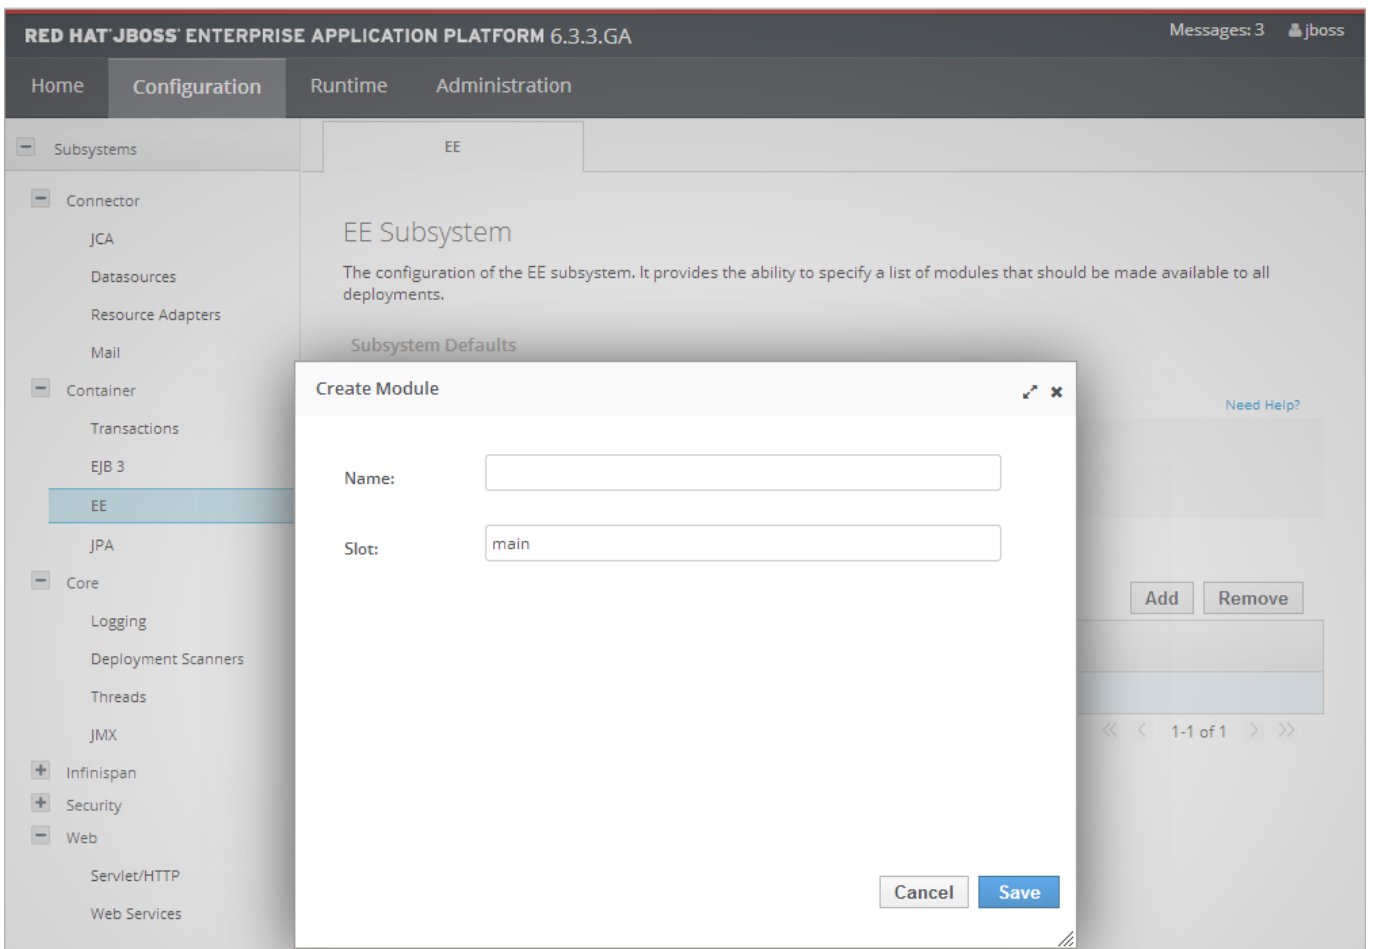 RED HAT JBOSS ENTERPRISE APPLICATION PLATFORM 6.3.3.GA
Messages: 3
jboss
Home
Configuration
Runtime
Administration
Subsystems
Connector
JCA
Datasources
Resource Adapters
Mail
Container
Transactions
EJB 3
EE
JPA
Core
Logging
Deployment Scanners
Threads
JMX
Infinispan
Security
Web
Servlet/HTTP
Web Services
EE
EE Subsystem
The configuration of the EE subsystem. It provides the ability to specify a list of modules that should be made available to all
deployments.
Subsystem Defaults
Need Help?
Add
Remove
1-1 of 1
Create Module
Name:
Slot:
main
Cancel
Save